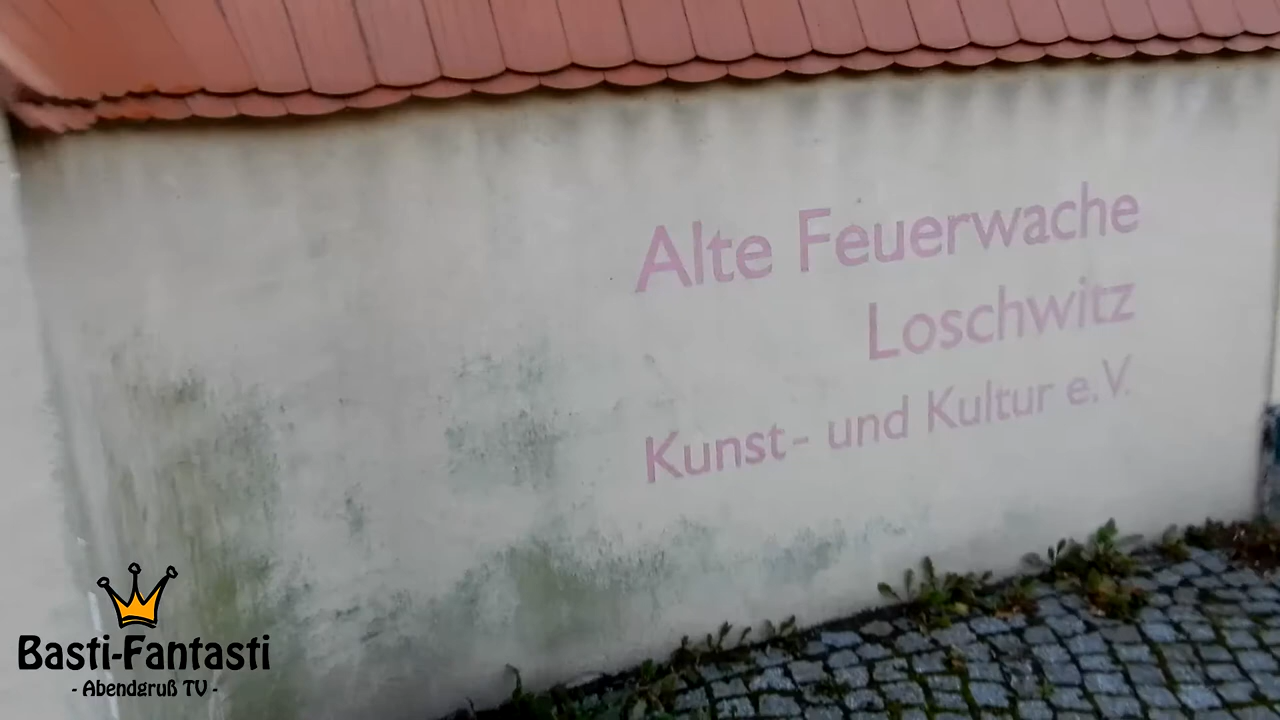 Alte Feuerwache
Loschwitz
Kunst- und Kultur e.V.
Basti-Fantasti
- Abendgruß TV -